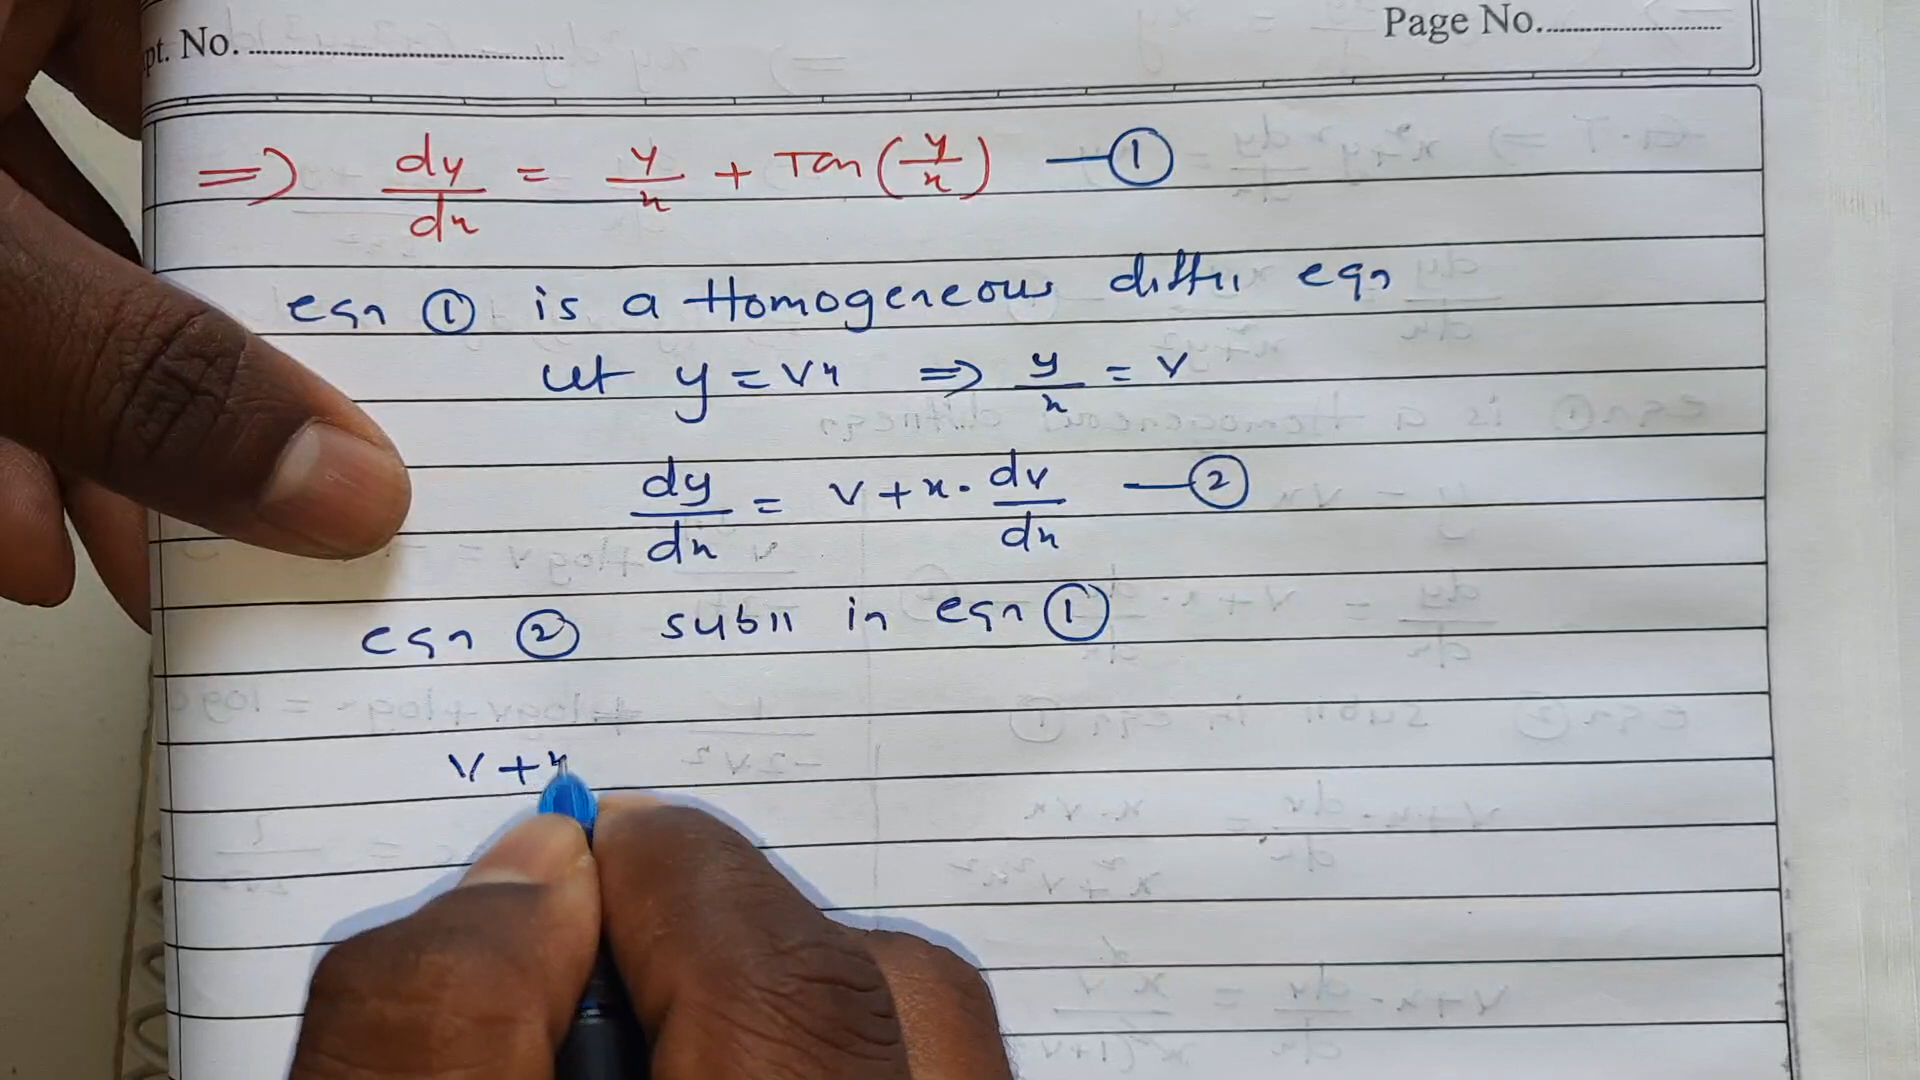 pt. No.
Page No.
=> dy/dx = y/x + Tan (y/x) — ①
eqn ① is a Homogeneous diffri eqn
let y = vx => y/x = v
dy/dx = v + x . dv/dx — ②
eqn ② subn in eqn ①
v + x